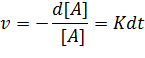 v = − d[A]/[A] = Kdt